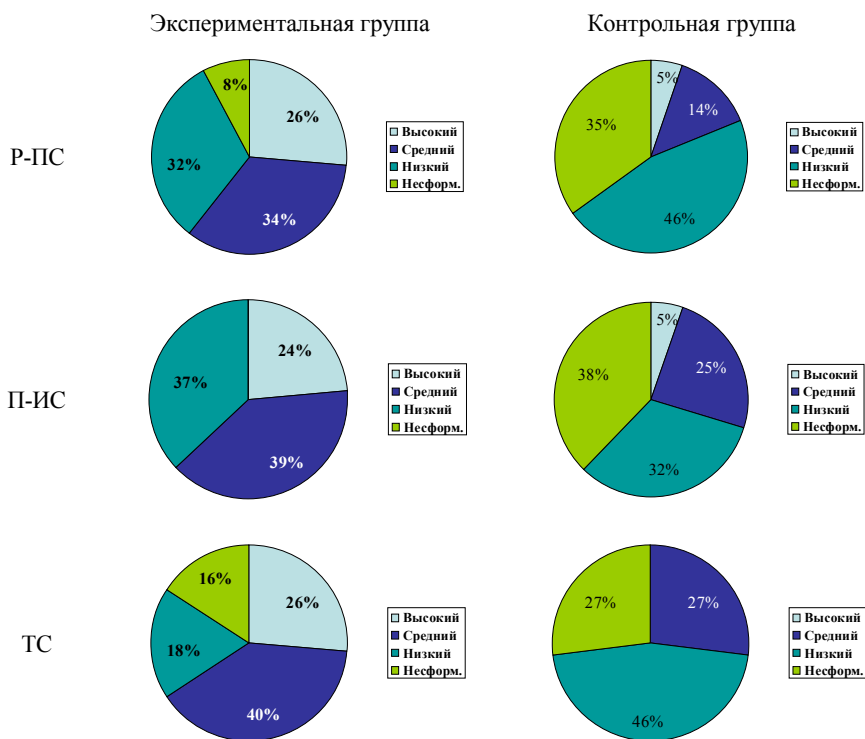 Экспериментальная группа
Контрольная группа
Р-ПС
8%
26%
32%
34%
Высокий
Средний
Низкий
Несформ.
5%
14%
35%
46%
Высокий
Средний
Низкий
Несформ.
П-ИС
24%
37%
39%
Высокий
Средний
Низкий
Несформ.
5%
25%
38%
32%
Высокий
Средний
Низкий
Несформ.
ТС
16%
26%
18%
40%
Высокий
Средний
Низкий
Несформ.
27%
27%
46%
Высокий
Средний
Низкий
Несформ.